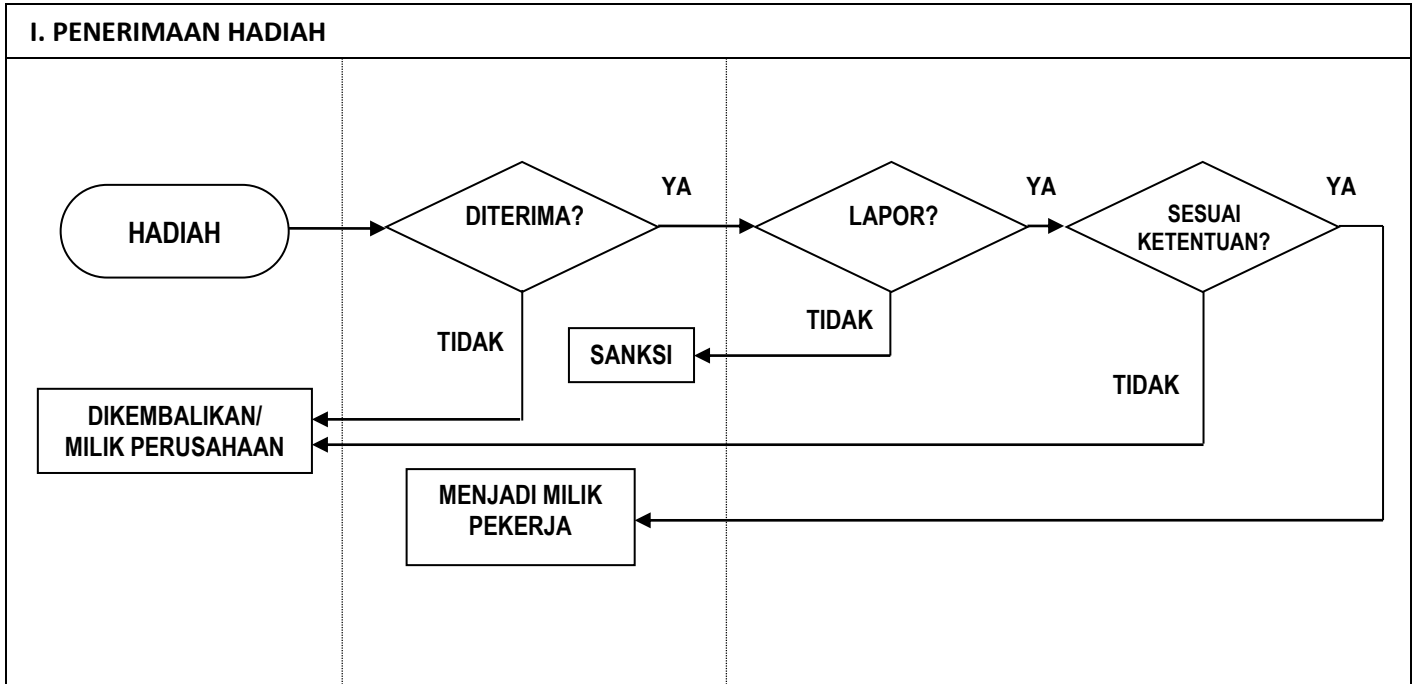 I. PENERIMAAN HADIAH
HADIAH
DITERIMA?
YA
LAPOR?
YA
SESUAI
KETENTUAN?
YA
TIDAK
SANKSI
TIDAK
TIDAK
DIKEMBALIKAN/
MILIK PERUSAHAAN
MENJADI MILIK
PEKERJA